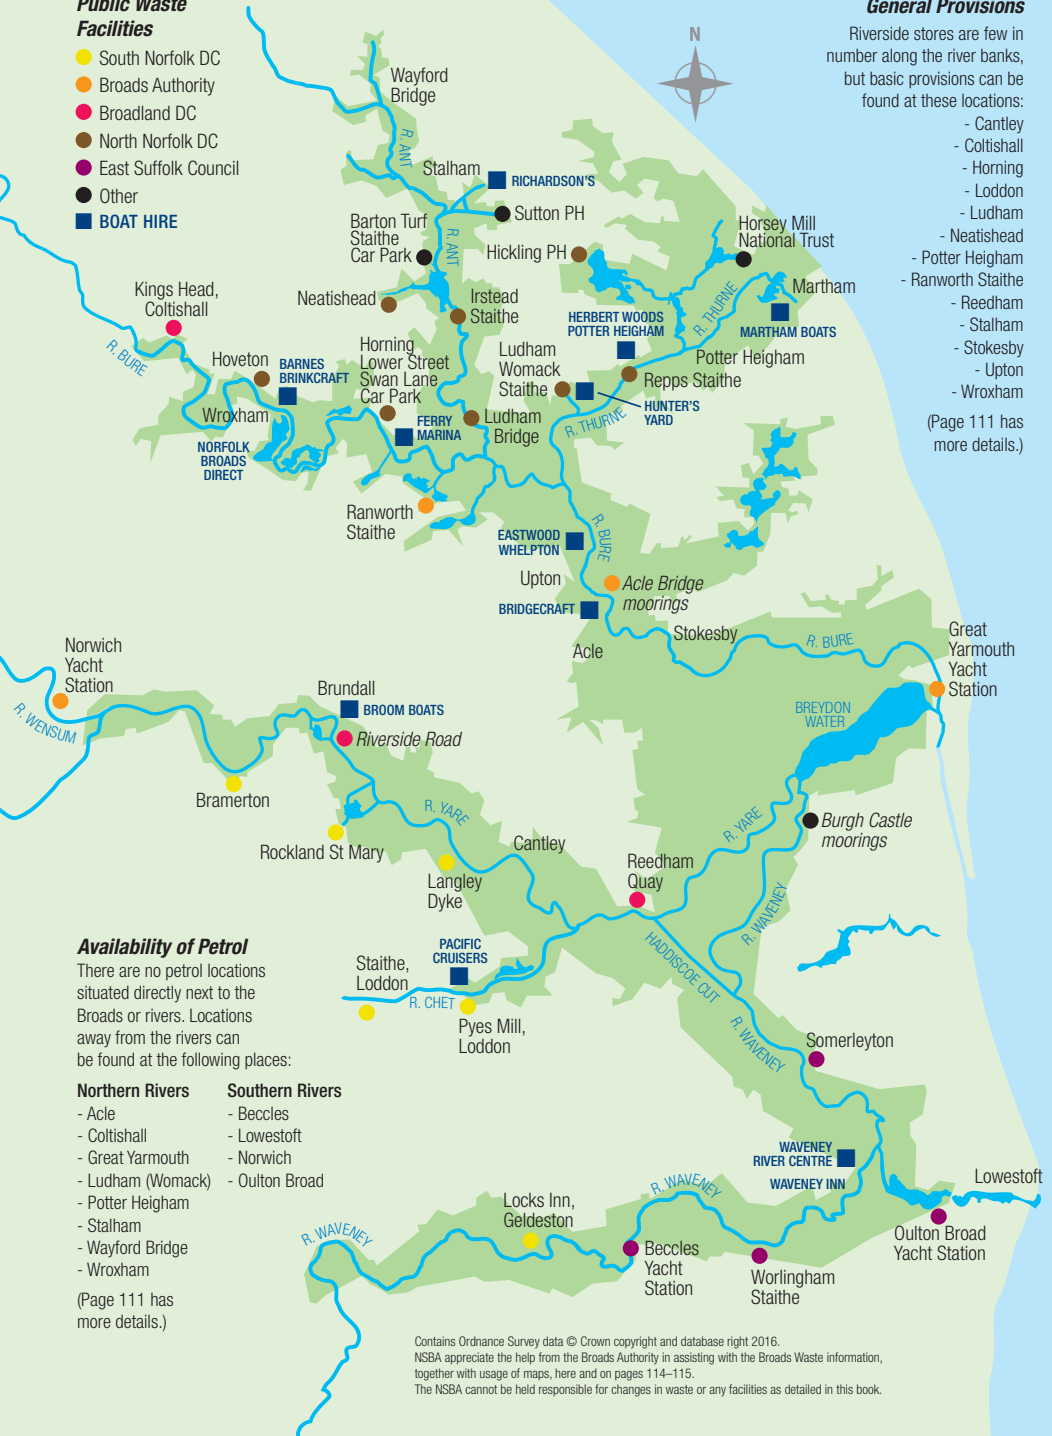 Public Waste
Facilities
South Norfolk DC
Broads Authority
Broadland DC
North Norfolk DC
East Suffolk Council
Other
BOAT HIRE
General Provisions
Riverside stores are few in
number along the river banks,
but basic provisions can be
found at these locations:
- Cantley
- Coltishall
- Horning
- Loddon
- Ludham
- Neatishead
- Potter Heigham
- Ranworth Staithe
- Reedham
- Stalham
- Stokesby
- Upton
- Wroxham
(Page 111 has
more details.)
N
Wayford
Bridge
R. ANT
Stalham
RICHARDSON'S
Sutton PH
Barton Turf
Staithe
Car Park
R. ANT
Hickling PH
Horsey Mill
National Trust
Martham
Neatishead
Irstead
Staithe
Kings Head,
Coltishall
R. BURE
HERBERT WOODS
POTTER HEIGHAM
R. THURNE
MARTHAM BOATS
Horning
Lower Street
Swan Lane
Car Park
Ludham
Womack
Staithe
Potter Heigham
Repps Staithe
Hoveton
BARNES
BRINKCRAFT
Wroxham
FERRY
MARINA
Ludham
Bridge
R. THURNE
HUNTER'S
YARD
NORFOLK
BROADS
DIRECT
Ranworth
Staithe
EASTWOOD
WHELPTON
R. BURE
Upton
Acle Bridge
moorings
BRIDGECRAFT
Acle
Stokesby
R. BURE
Great
Yarmouth
Yacht
Station
Norwich
Yacht
Station
R. WENSUM
Brundall
BROOM BOATS
Riverside Road
BREYDON
WATER
Bramerton
R. YARE
Rockland St Mary
Langley
Dyke
Cantley
R. YARE
Burgh Castle
moorings
Reedham
Quay
R. WAVENEY
HADDISCOE CUT
PACIFIC
CRUISERS
Staithe,
Loddon
R. CHET
Pyes Mill,
Loddon
R. WAVENEY
Somerleyton
Availability of Petrol
There are no petrol locations
situated directly next to the
Broads or rivers. Locations
away from the rivers can
be found at the following places:
Northern Rivers
- Acle
- Coltishall
- Great Yarmouth
- Ludham (Womack)
- Potter Heigham
- Stalham
- Wayford Bridge
- Wroxham
Southern Rivers
- Beccles
- Lowestoft
- Norwich
- Oulton Broad
(Page 111 has
more details.)
WAVENEY
RIVER CENTRE
WAVENEY INN
Lowestoft
R. WAVENEY
Locks Inn,
Geldeston
R. WAVENEY
Beccles
Yacht
Station
Worlingham
Staithe
Oulton Broad
Yacht Station
Contains Ordnance Survey data © Crown copyright and database right 2016.
NSBA appreciate the help from the Broads Authority in assisting with the Broads Waste information,
together with usage of maps, here and on pages 114–115.
The NSBA cannot be held responsible for changes in waste or any facilities as detailed in this book.